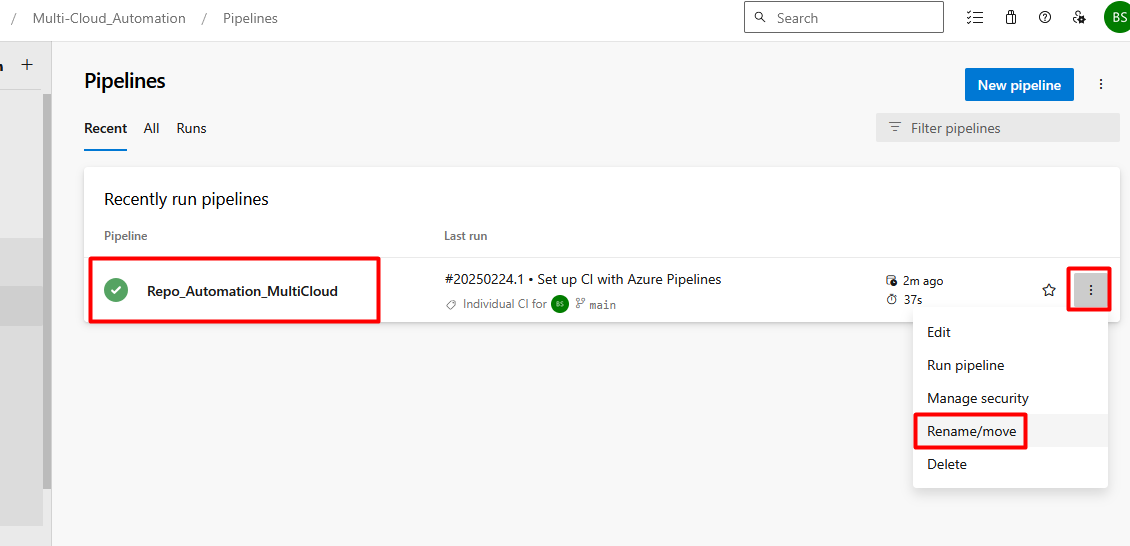 / Multi-Cloud_Automation / Pipelines
Search
BS
Pipelines
New pipeline
Recent All Runs
Filter pipelines
Recently run pipelines
Pipeline Last run
Repo_Automation_MultiCloud
#20250224.1 • Set up CI with Azure Pipelines
Individual CI for BS main
2m ago
37s
Edit
Run pipeline
Manage security
Rename/move
Delete